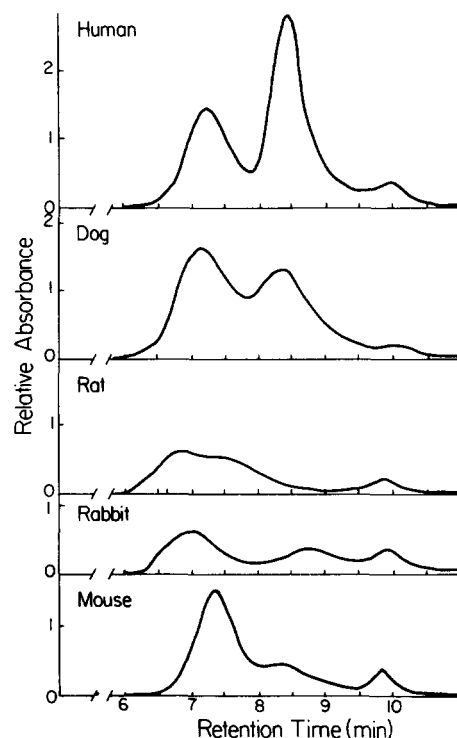 Human
2
1
0
Dog
2
1
0
Rat
1
0
Rabbit
1
0
Mouse
1
0
6 7 8 9 10
Relative Absorbance
Retention Time (min)